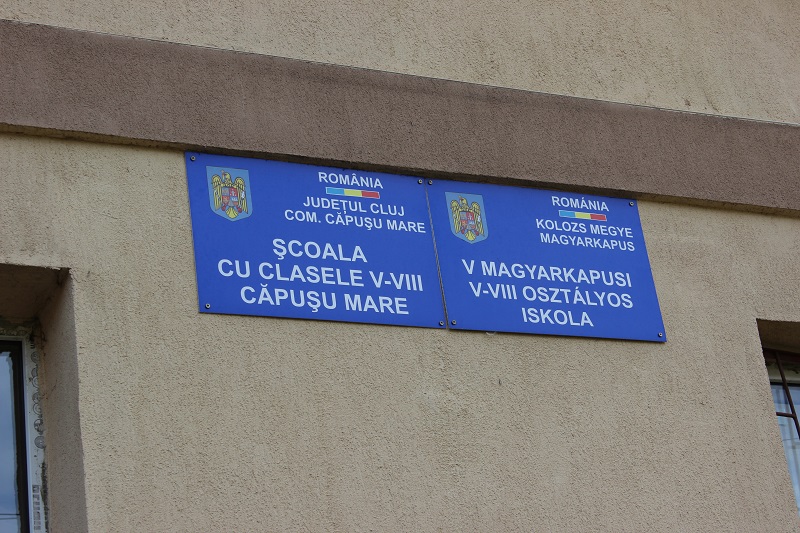 ROMÂNIA
JUDEŢUL CLUJ
COM. CĂPUŞU MARE
ŞCOALA
CU CLASELE V-VIII
CĂPUŞU MARE
ROMÂNIA
KOLOZS MEGYE
MAGYARKAPUS
V MAGYARKAPUSI
V-VIII OSZTÁLYOS
ISKOLA